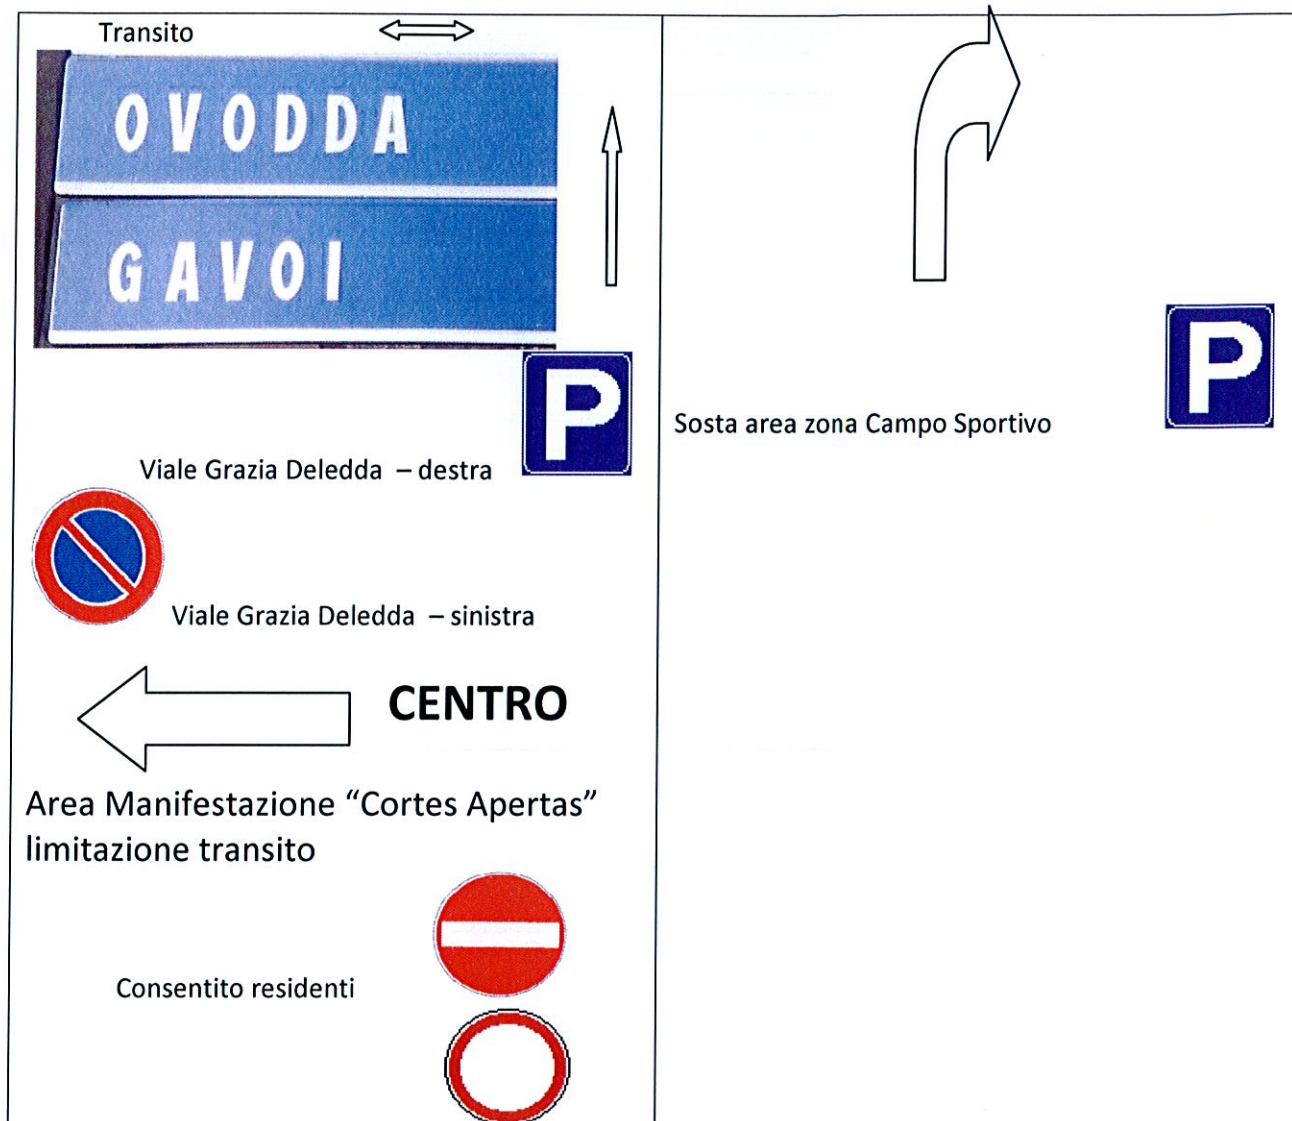 Transito
OVODDA
GAVOI
P
Viale Grazia Deledda – destra
Viale Grazia Deledda – sinistra
CENTRO
Area Manifestazione “Cortes Apertas”
limitazione transito
Consentito residenti
P
Sosta area zona Campo Sportivo